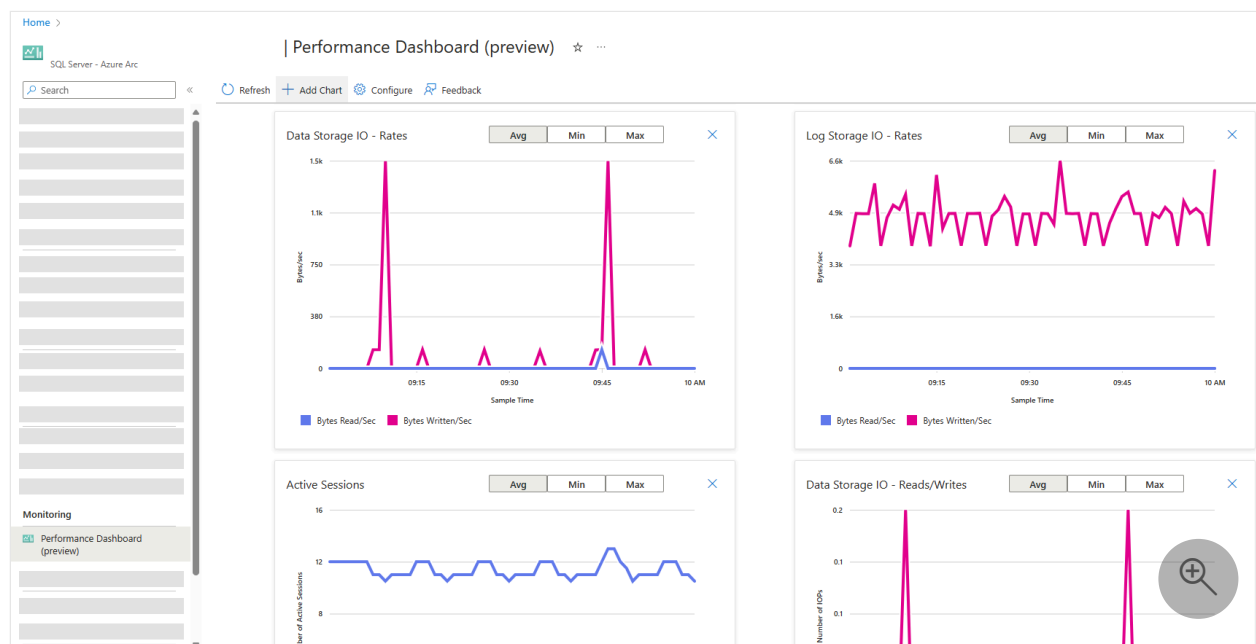 Home >
SQL Server - Azure Arc
| Performance Dashboard (preview) ☆ ...
Search «
Refresh + Add Chart Configure Feedback
Monitoring
Performance Dashboard
(preview)
Data Storage IO - Rates Avg Min Max
1.5k
1.1k
750
380
0
Bytes/sec
09:15 09:30 09:45 10 AM
Sample Time
Bytes Read/Sec Bytes Written/Sec
Log Storage IO - Rates Avg Min Max
6.6k
4.9k
3.3k
1.6k
0
Bytes/sec
09:15 09:30 09:45 10 AM
Sample Time
Bytes Read/Sec Bytes Written/Sec
Active Sessions Avg Min Max
16
12
8
ber of Active Sessions
Data Storage IO - Reads/Writes Avg Min Max
0.2
0.1
0.1
Number of IOPs